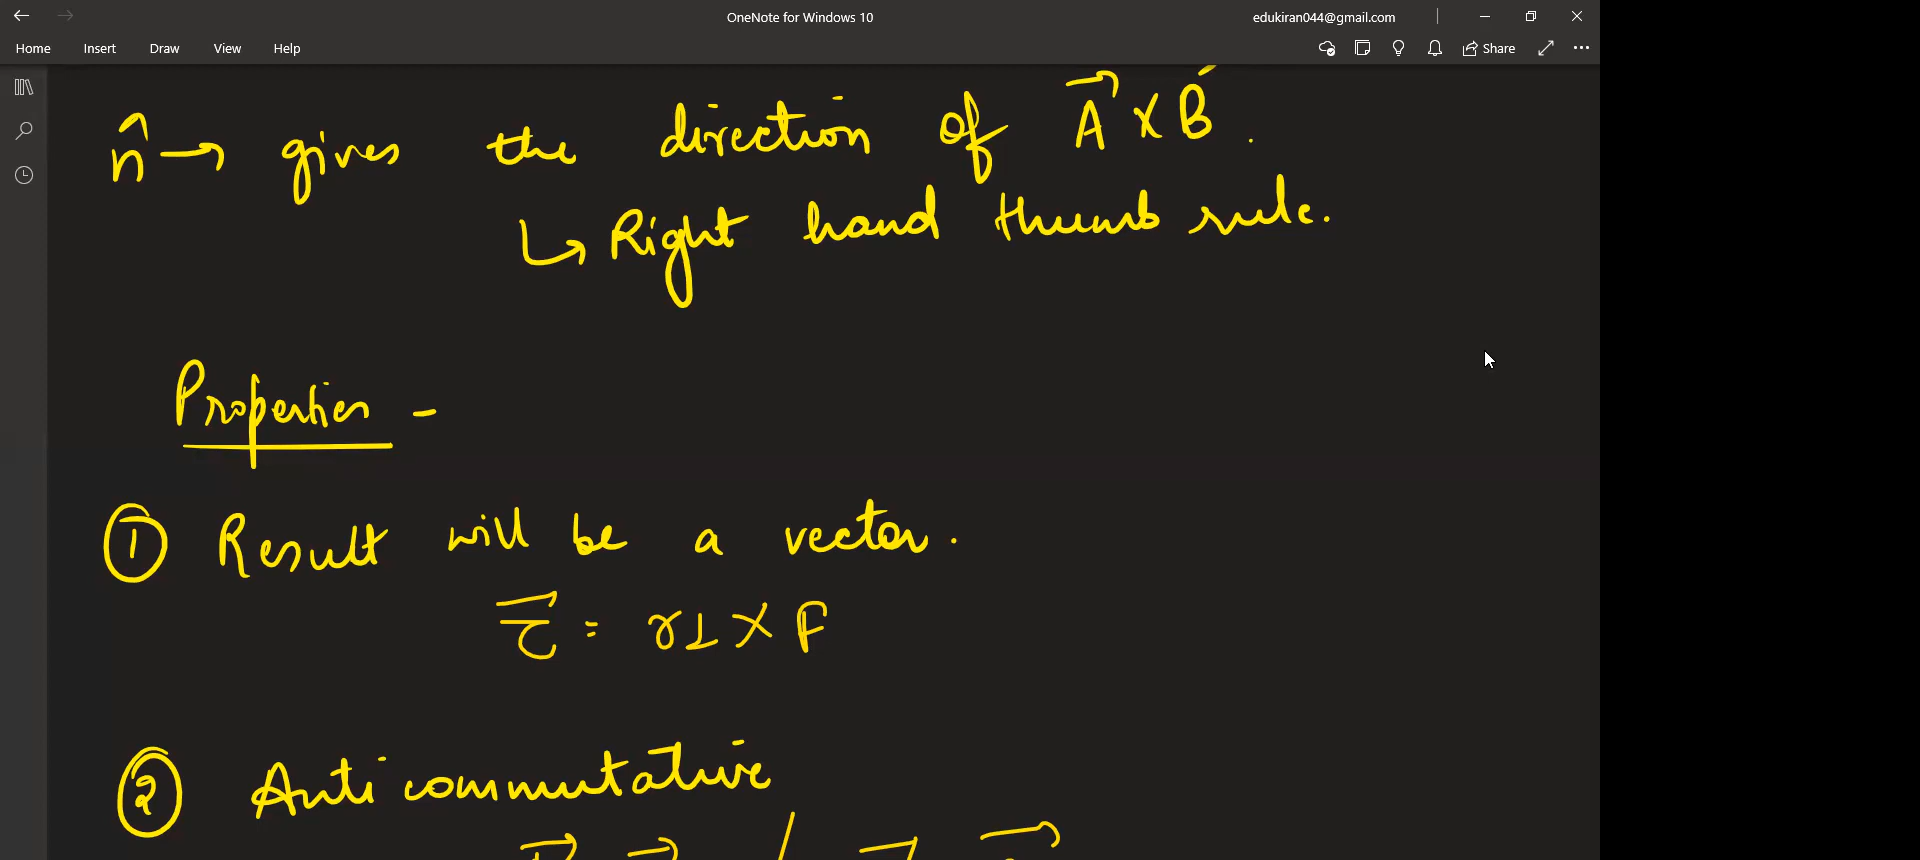 OneNote for Windows 10
edukiran044@gmail.com
Home Insert Draw View Help
Share
n̂ → gives the direction of A⃗ × B⃗.
↳ Right hand thumb rule.
Properties -
① Result will be a vector.
τ⃗ = r⊥ × F
② Anti commutative